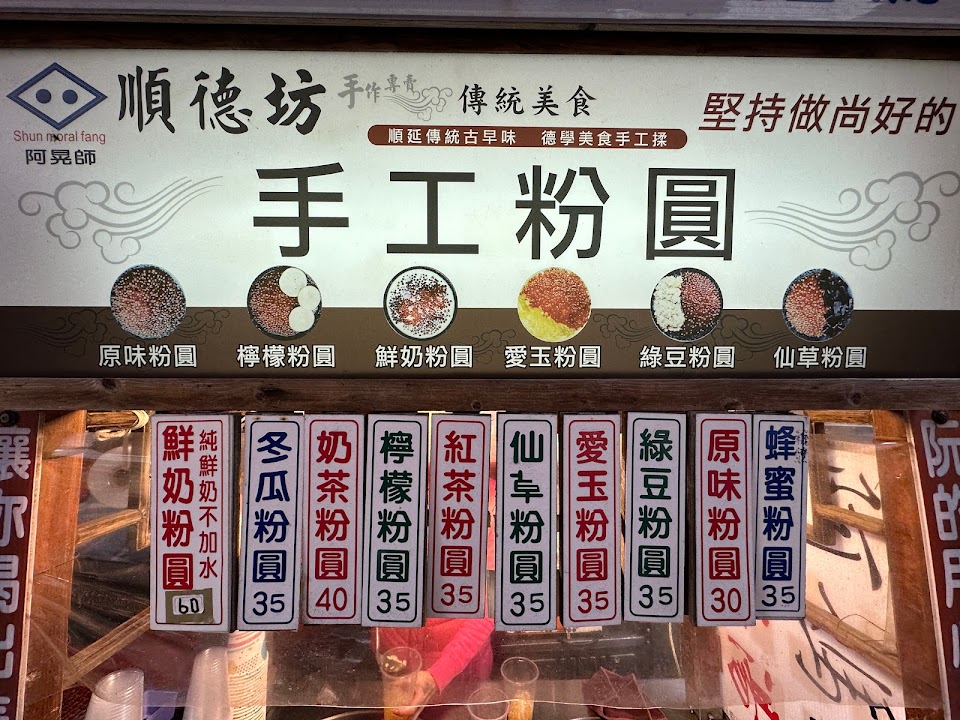 順德坊
手作專賣
傳統美食
堅持做尚好的
Shun moral fang
阿晃師
順延傳統古早味 德學美食手工揉
手工粉圓
原味粉圓
檸檬粉圓
鮮奶粉圓
愛玉粉圓
綠豆粉圓
仙草粉圓
鮮奶粉圓
純鮮奶不加水
60
冬瓜粉圓
35
奶茶粉圓
40
檸檬粉圓
35
紅茶粉圓
35
仙草粉圓
35
愛玉粉圓
35
綠豆粉圓
35
原味粉圓
30
蜂蜜粉圓
35
讓你
阮的用心